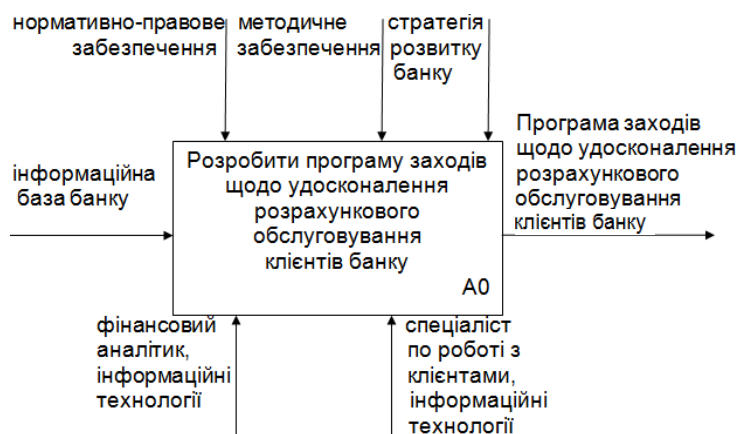 нормативно-правове
забезпечення
методичне
забезпечення
стратегія
розвитку
банку
інформаційна
база банку
Розробити програму заходів
щодо удосконалення
розрахункового
обслуговування
клієнтів банку
А0
Програма заходів
щодо удосконалення
розрахункового
обслуговування
клієнтів банку
фінансовий
аналітик,
інформаційні
технології
спеціаліст
по роботі з
клієнтами,
інформаційні
технології